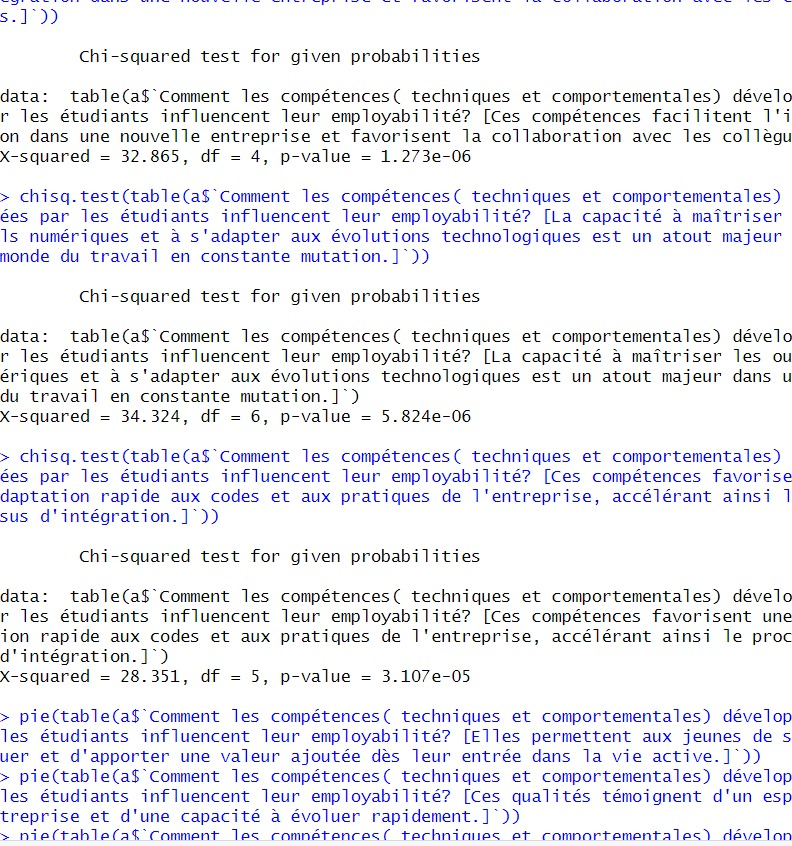 s.]`))
Chi-squared test for given probabilities
data:  table(a$`Comment les compétences( techniques et comportementales) dévelo
r les étudiants influencent leur employabilité? [Ces compétences facilitent l'i
on dans une nouvelle entreprise et favorisent la collaboration avec les collègu
X-squared = 32.865, df = 4, p-value = 1.273e-06
> chisq.test(table(a$`Comment les compétences( techniques et comportementales)
ées par les étudiants influencent leur employabilité? [La capacité à maîtriser
ls numériques et à s'adapter aux évolutions technologiques est un atout majeur
monde du travail en constante mutation.]`))
Chi-squared test for given probabilities
data:  table(a$`Comment les compétences( techniques et comportementales) dévelo
r les étudiants influencent leur employabilité? [La capacité à maîtriser les ou
ériques et à s'adapter aux évolutions technologiques est un atout majeur dans u
du travail en constante mutation.]`)
X-squared = 34.324, df = 6, p-value = 5.824e-06
> chisq.test(table(a$`Comment les compétences( techniques et comportementales)
ées par les étudiants influencent leur employabilité? [Ces compétences favorise
daptation rapide aux codes et aux pratiques de l'entreprise, accélérant ainsi l
sus d'intégration.]`))
Chi-squared test for given probabilities
data:  table(a$`Comment les compétences( techniques et comportementales) dévelo
r les étudiants influencent leur employabilité? [Ces compétences favorisent une
ion rapide aux codes et aux pratiques de l'entreprise, accélérant ainsi le proc
d'intégration.]`)
X-squared = 28.351, df = 5, p-value = 3.107e-05
> pie(table(a$`Comment les compétences( techniques et comportementales) dévelop
les étudiants influencent leur employabilité? [Elles permettent aux jeunes de s
uer et d'apporter une valeur ajoutée dès leur entrée dans la vie active.]`))
> pie(table(a$`Comment les compétences( techniques et comportementales) dévelop
les étudiants influencent leur employabilité? [Ces qualités témoignent d'un esp
treprise et d'une capacité à évoluer rapidement.]`))
> pie(table(a$`Comment les compétences( techniques et comportementales) dévelop